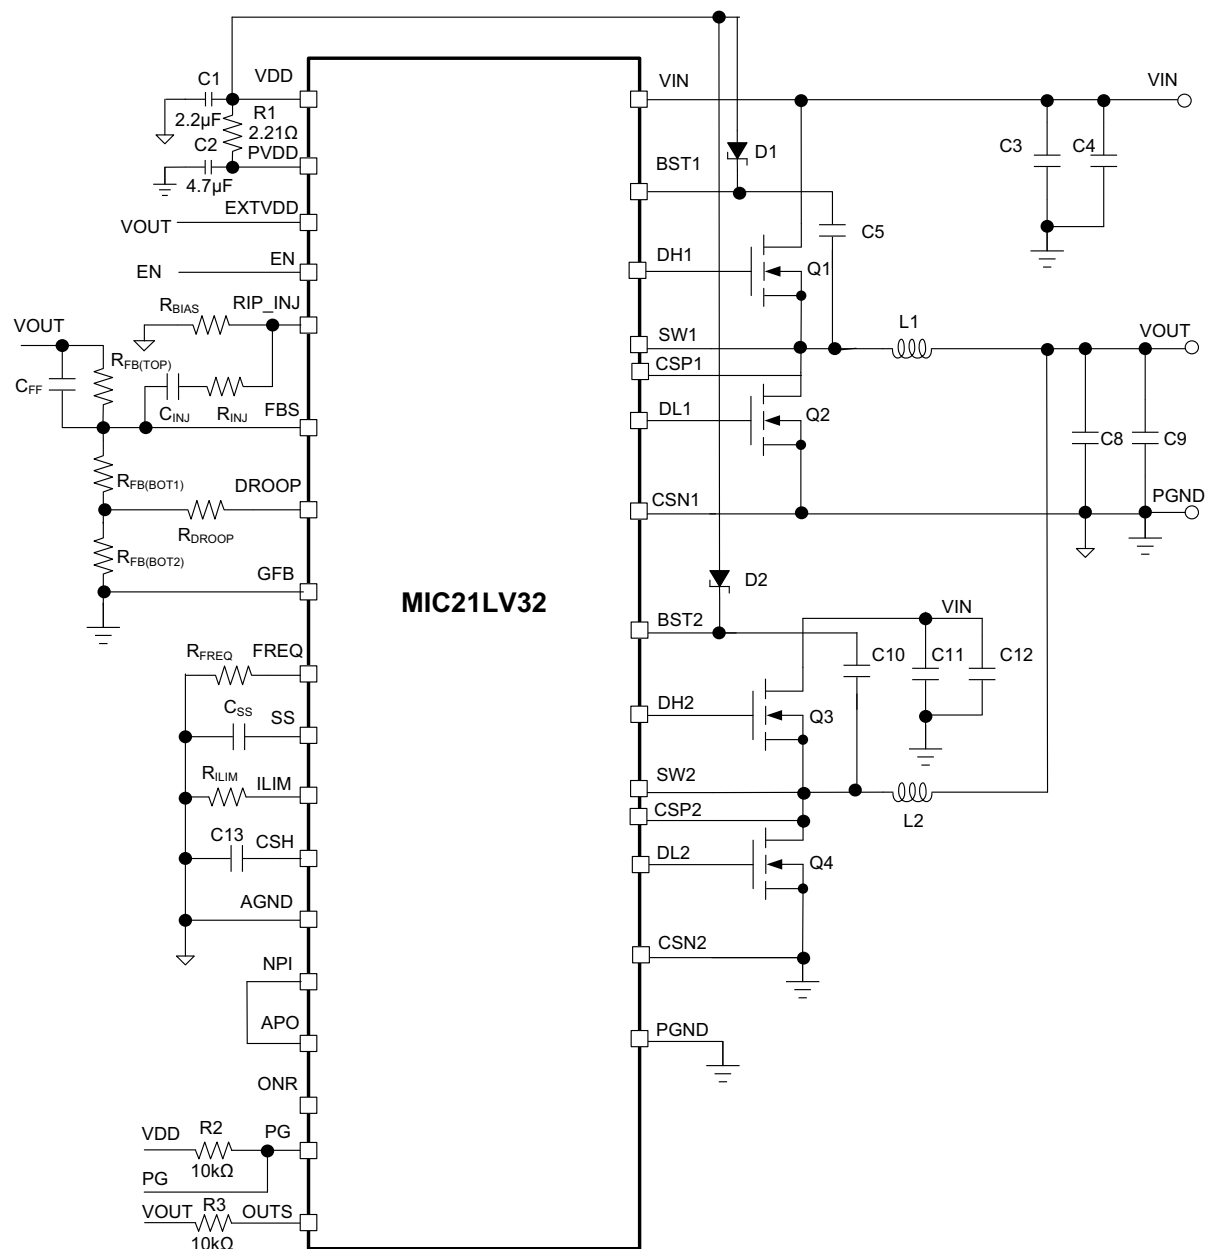 C1
VDD
2.2µF
R1
2.21Ω
C2
PVDD
4.7µF
EXTVDD
VOUT
EN
EN
RBIAS
RIP_INJ
VOUT
RFB(TOP)
CFF
CINJ
RINJ
FBS
RFB(BOT1)
DROOP
RDROOP
RFB(BOT2)
GFB
RFREQ
FREQ
CSS
SS
RILIM
ILIM
C13
CSH
AGND
NPI
APO
ONR
VDD
R2
PG
10kΩ
PG
VOUT
R3
OUTS
10kΩ
MIC21LV32
VIN
VIN
D1
C3
C4
BST1
C5
DH1
Q1
SW1
L1
VOUT
CSP1
DL1
Q2
C8
C9
CSN1
PGND
D2
BST2
VIN
C10
C11
C12
DH2
Q3
SW2
CSP2
L2
DL2
Q4
CSN2
PGND